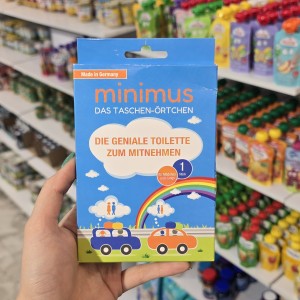 Made in Germany
minimus
DAS TASCHEN-ÖRTCHEN
DIE GENIALE TOILETTE
ZUM MITNEHMEN
1